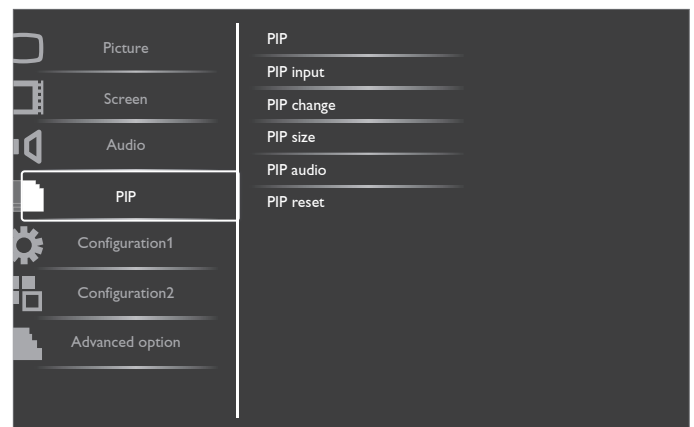 Picture
Screen
Audio
PIP
Configuration1
Configuration2
Advanced option
PIP
PIP input
PIP change
PIP size
PIP audio
PIP reset